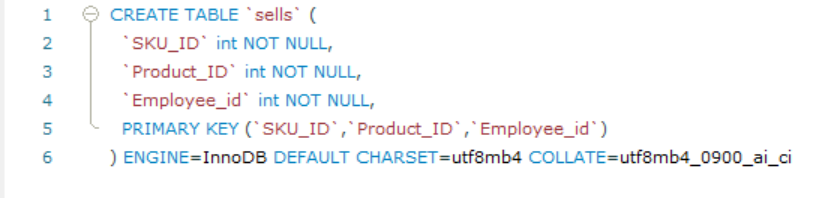 1 CREATE TABLE `sells` (
2 `SKU_ID` int NOT NULL,
3 `Product_ID` int NOT NULL,
4 `Employee_id` int NOT NULL,
5 PRIMARY KEY (`SKU_ID`,`Product_ID`,`Employee_id`)
6 ) ENGINE=InnoDB DEFAULT CHARSET=utf8mb4 COLLATE=utf8mb4_0900_ai_ci